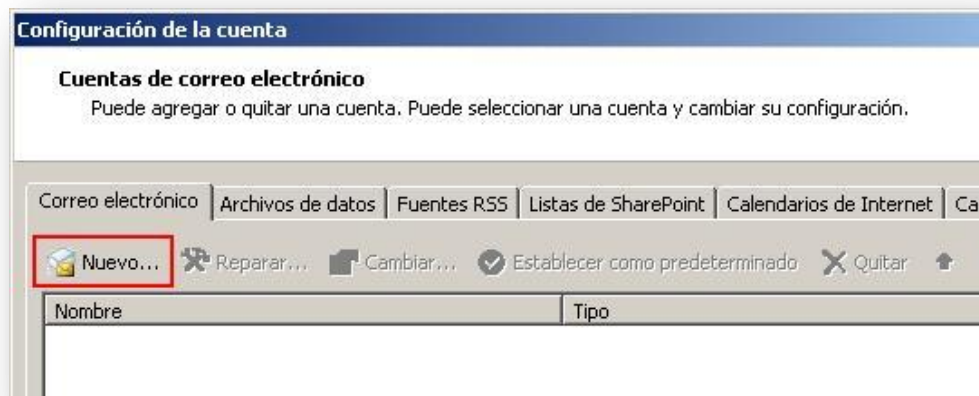 Configuración de la cuenta
Cuentas de correo electrónico
Puede agregar o quitar una cuenta. Puede seleccionar una cuenta y cambiar su configuración.
Correo electrónico Archivos de datos Fuentes RSS Listas de SharePoint Calendarios de Internet Ca
Nuevo... Reparar... Cambiar... Establecer como predeterminado Quitar
Nombre Tipo